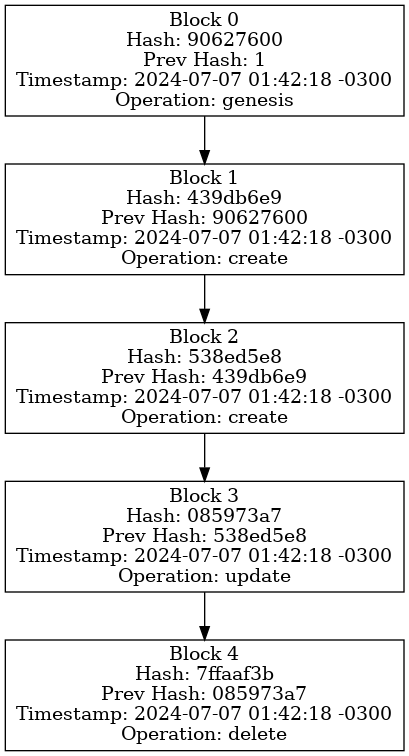 Block 0
Hash: 90627600
Prev Hash: 1
Timestamp: 2024-07-07 01:42:18 -0300
Operation: genesis
Block 1
Hash: 439db6e9
Prev Hash: 90627600
Timestamp: 2024-07-07 01:42:18 -0300
Operation: create
Block 2
Hash: 538ed5e8
Prev Hash: 439db6e9
Timestamp: 2024-07-07 01:42:18 -0300
Operation: create
Block 3
Hash: 085973a7
Prev Hash: 538ed5e8
Timestamp: 2024-07-07 01:42:18 -0300
Operation: update
Block 4
Hash: 7ffaaf3b
Prev Hash: 085973a7
Timestamp: 2024-07-07 01:42:18 -0300
Operation: delete